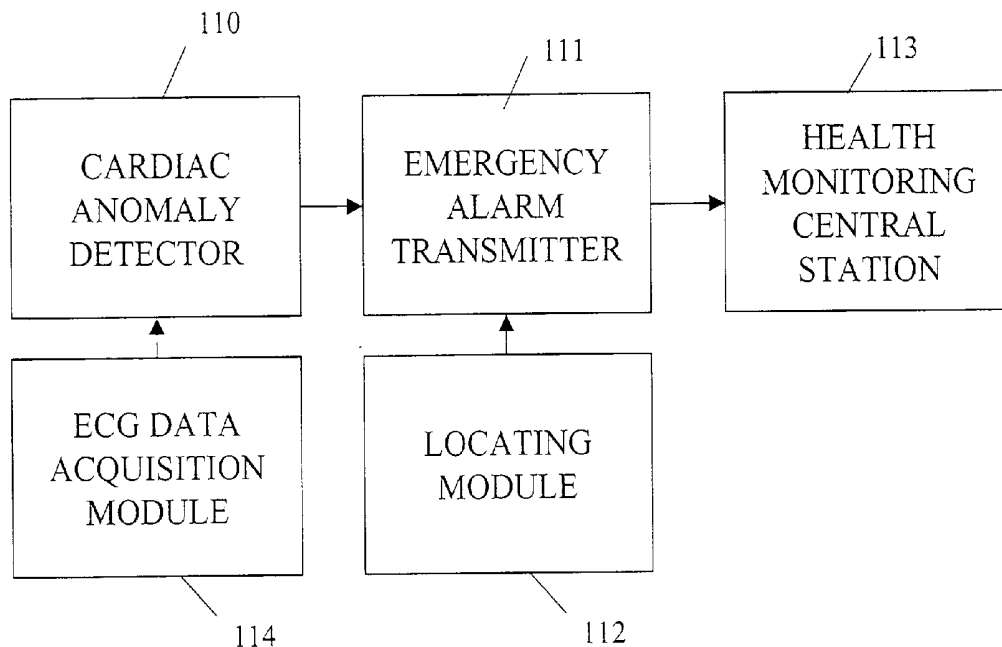 110
111
113
CARDIAC
ANOMALY
DETECTOR
EMERGENCY
ALARM
TRANSMITTER
HEALTH
MONITORING
CENTRAL
STATION
ECG DATA
ACQUISITION
MODULE
LOCATING
MODULE
114
112